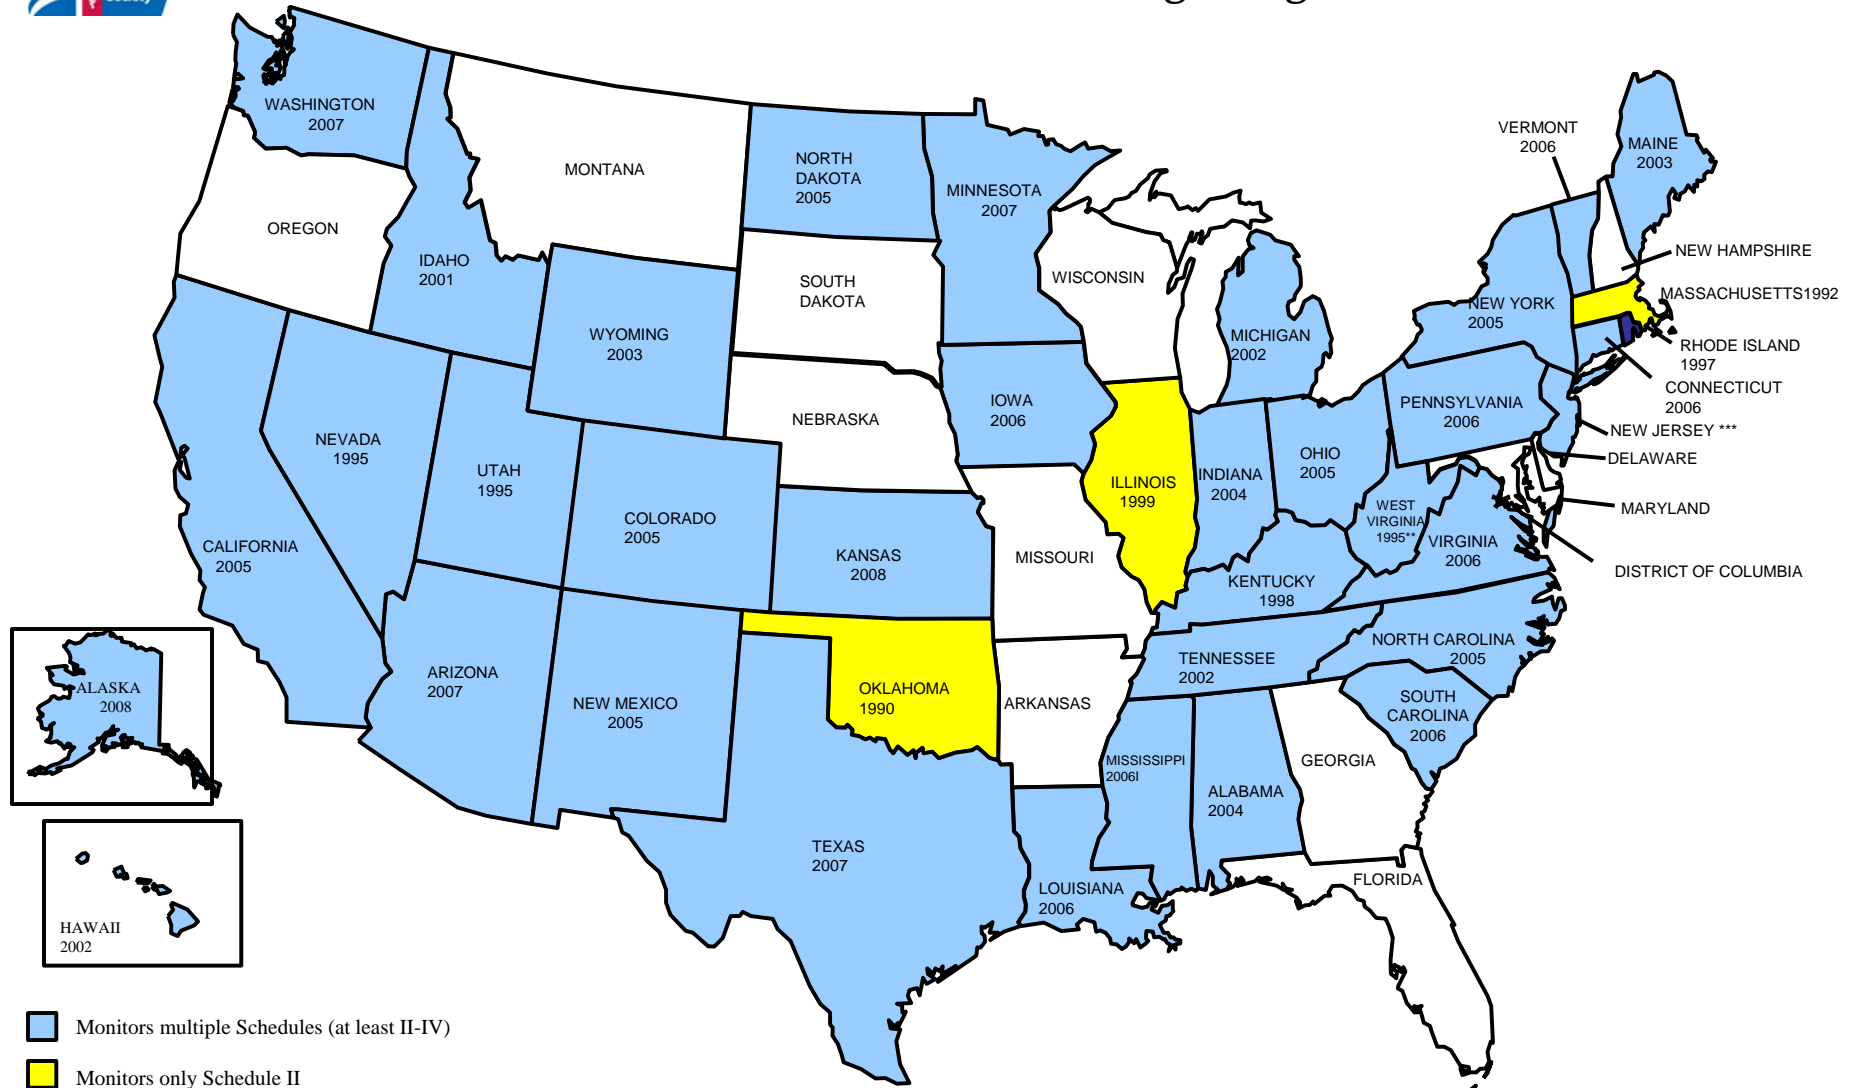 WASHINGTON
2007
MONTANA
NORTH
DAKOTA
2005
MINNESOTA
2007
VERMONT
2006
MAINE
2003
OREGON
IDAHO
2001
SOUTH
DAKOTA
WISCONSIN
NEW HAMPSHIRE
MASSACHUSETTS1992
NEW YORK
2005
WYOMING
2003
MICHIGAN
2002
RHODE ISLAND
1997
CONNECTICUT
2006
IOWA
2006
NEBRASKA
PENNSYLVANIA
2006
NEW JERSEY ***
DELAWARE
NEVADA
1995
UTAH
1995
ILLINOIS
1999
INDIANA
2004
OHIO
2005
MARYLAND
COLORADO
2005
WEST
VIRGINIA
1995**
VIRGINIA
2006
CALIFORNIA
2005
KANSAS
2008
MISSOURI
DISTRICT OF COLUMBIA
KENTUCKY
1998
NORTH CAROLINA
2005
TENNESSEE
2002
ARIZONA
2007
NEW MEXICO
2005
OKLAHOMA
1990
ARKANSAS
SOUTH
CAROLINA
2006
ALASKA
2008
MISSISSIPPI
2006I
ALABAMA
2004
GEORGIA
TEXAS
2007
LOUISIANA
2006
FLORIDA
HAWAII
2002
Monitors multiple Schedules (at least II-IV)
Monitors only Schedule II